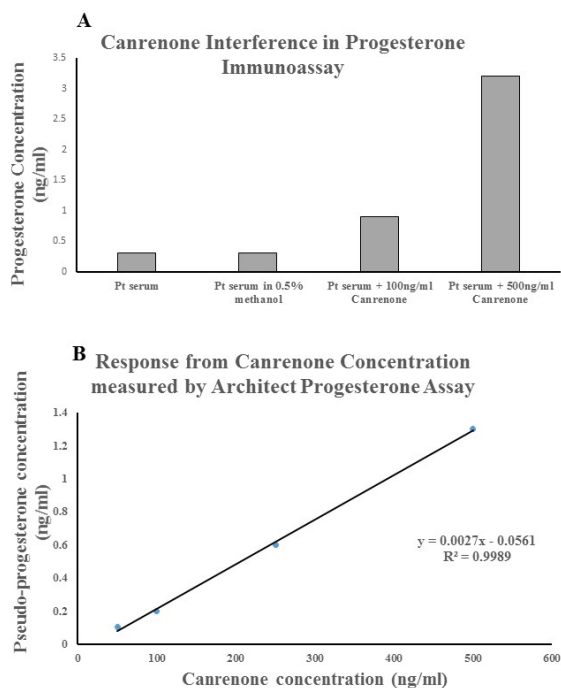 A
Canrenone Interference in Progesterone
Immunoassay
Progesterone Concentration
(ng/ml)
3.5
3
2.5
2
1.5
1
0.5
0
Pt serum
Pt serum in 0.5%
methanol
Pt serum + 100ng/ml
Canrenone
Pt serum + 500ng/ml
Canrenone
B
Response from Canrenone Concentration
measured by Architect Progesterone Assay
Pseudo-progesterone concentration
(ng/ml)
1.4
1.2
1
0.8
0.6
0.4
0.2
0
y = 0.0027x - 0.0561
R² = 0.9989
0
100
200
300
400
500
600
Canrenone concentration (ng/ml)